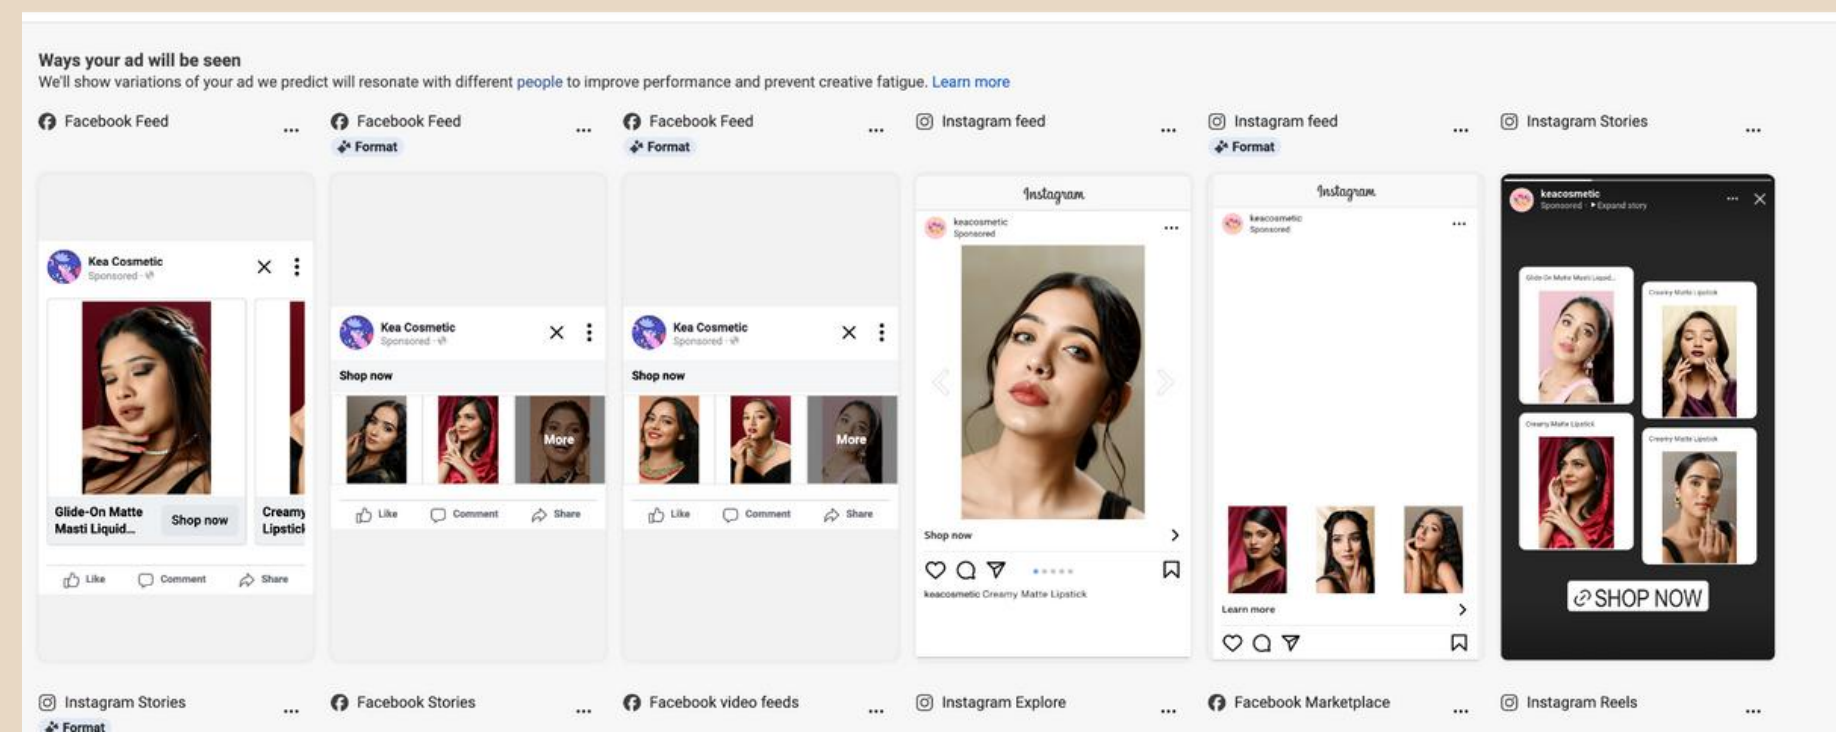 Ways your ad will be seen
We'll show variations of your ad we predict will resonate with different people to improve performance and prevent creative fatigue. Learn more
Facebook Feed
Facebook Feed
Format
Facebook Feed
Format
Instagram feed
Instagram feed
Format
Instagram Stories
Kea Cosmetic
Sponsored
Glide-On Matte
Masti Liquid...
Shop now
Creamy
Lipstick
Like
Comment
Share
Kea Cosmetic
Sponsored
Shop now
More
Like
Comment
Share
Kea Cosmetic
Sponsored
Shop now
More
Like
Comment
Share
Instagram
keacosmetic
Sponsored
Shop now
keacosmetic Creamy Matte Lipstick
Instagram
keacosmetic
Sponsored
Learn more
keacosmetic
Sponsored · Expand story
Glide-On Matte Masti Liquid...
Creamy Matte Lipstick
Creamy Matte Lipstick
Creamy Matte Lipstick
SHOP NOW
Instagram Stories
Format
Facebook Stories
Facebook video feeds
Instagram Explore
Facebook Marketplace
Instagram Reels